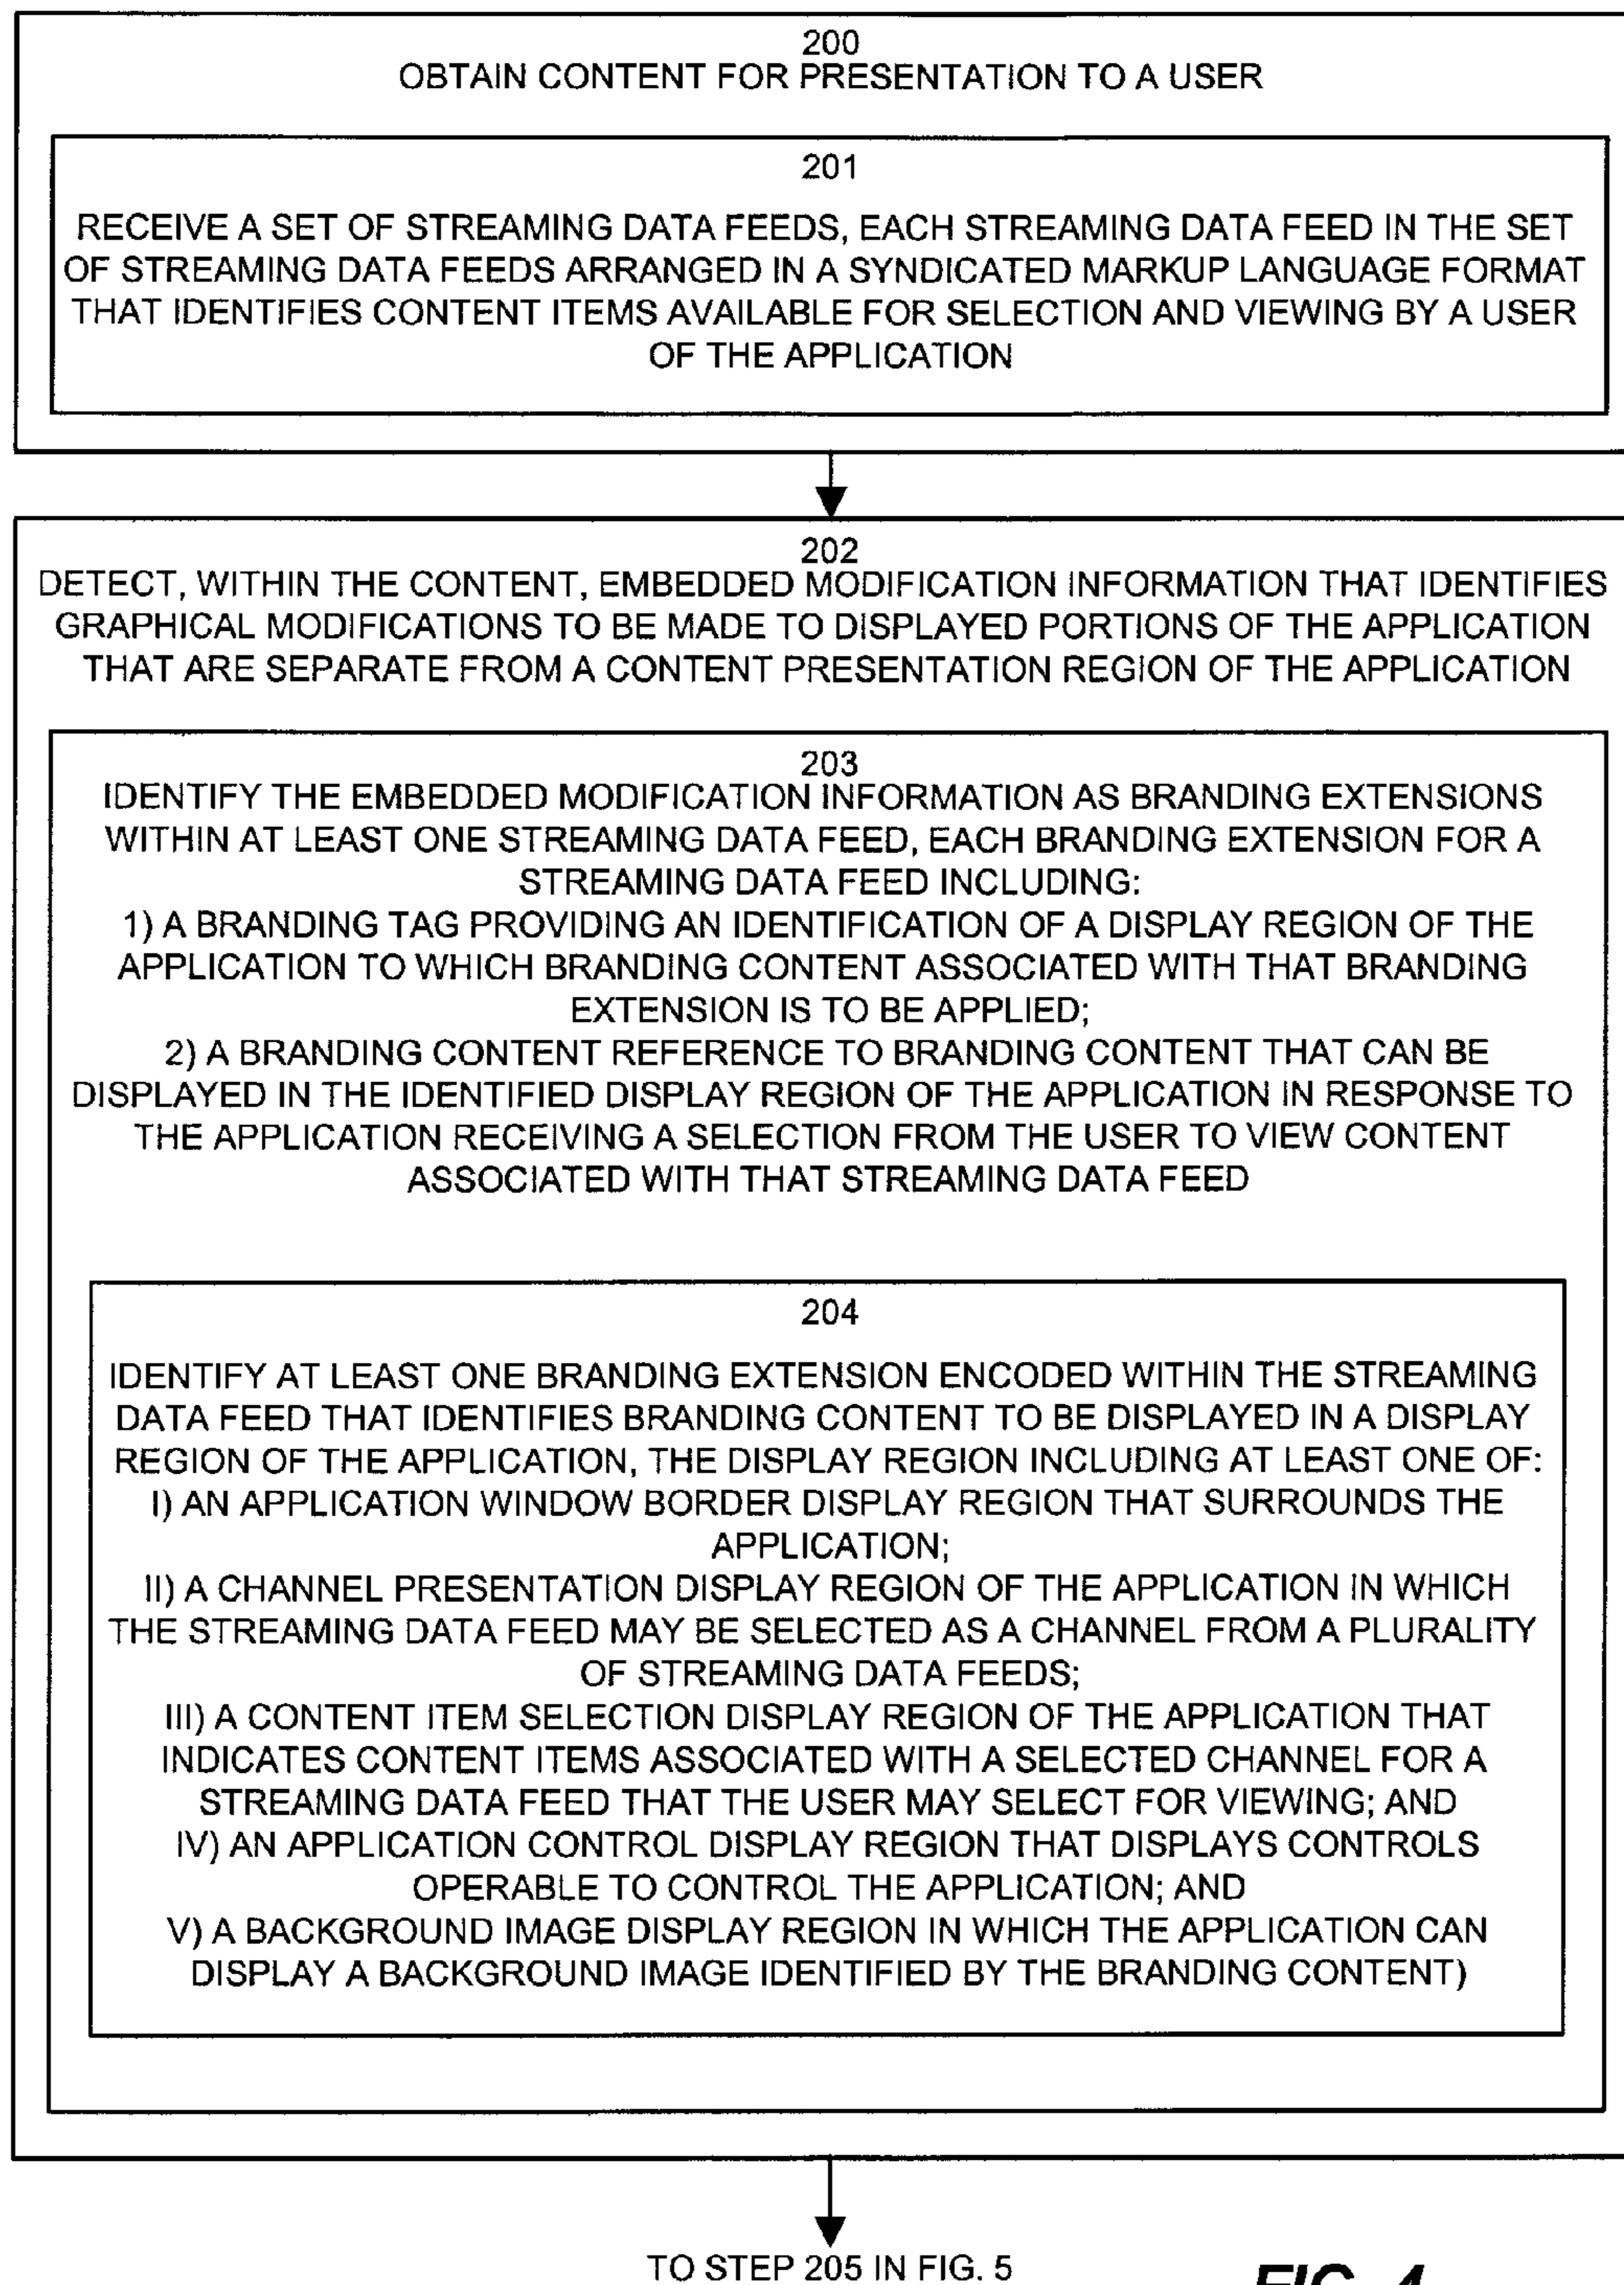 200
OBTAIN CONTENT FOR PRESENTATION TO A USER
201
RECEIVE A SET OF STREAMING DATA FEEDS, EACH STREAMING DATA FEED IN THE SET
OF STREAMING DATA FEEDS ARRANGED IN A SYNDICATED MARKUP LANGUAGE FORMAT
THAT IDENTIFIES CONTENT ITEMS AVAILABLE FOR SELECTION AND VIEWING BY A USER
OF THE APPLICATION
202
DETECT, WITHIN THE CONTENT, EMBEDDED MODIFICATION INFORMATION THAT IDENTIFIES
GRAPHICAL MODIFICATIONS TO BE MADE TO DISPLAYED PORTIONS OF THE APPLICATION
THAT ARE SEPARATE FROM A CONTENT PRESENTATION REGION OF THE APPLICATION
203
IDENTIFY THE EMBEDDED MODIFICATION INFORMATION AS BRANDING EXTENSIONS
WITHIN AT LEAST ONE STREAMING DATA FEED, EACH BRANDING EXTENSION FOR A
STREAMING DATA FEED INCLUDING:
1) A BRANDING TAG PROVIDING AN IDENTIFICATION OF A DISPLAY REGION OF THE
APPLICATION TO WHICH BRANDING CONTENT ASSOCIATED WITH THAT BRANDING
EXTENSION IS TO BE APPLIED;
2) A BRANDING CONTENT REFERENCE TO BRANDING CONTENT THAT CAN BE
DISPLAYED IN THE IDENTIFIED DISPLAY REGION OF THE APPLICATION IN RESPONSE TO
THE APPLICATION RECEIVING A SELECTION FROM THE USER TO VIEW CONTENT
ASSOCIATED WITH THAT STREAMING DATA FEED
204
IDENTIFY AT LEAST ONE BRANDING EXTENSION ENCODED WITHIN THE STREAMING
DATA FEED THAT IDENTIFIES BRANDING CONTENT TO BE DISPLAYED IN A DISPLAY
REGION OF THE APPLICATION, THE DISPLAY REGION INCLUDING AT LEAST ONE OF:
I) AN APPLICATION WINDOW BORDER DISPLAY REGION THAT SURROUNDS THE
APPLICATION;
II) A CHANNEL PRESENTATION DISPLAY REGION OF THE APPLICATION IN WHICH
THE STREAMING DATA FEED MAY BE SELECTED AS A CHANNEL FROM A PLURALITY
OF STREAMING DATA FEEDS;
III) A CONTENT ITEM SELECTION DISPLAY REGION OF THE APPLICATION THAT
INDICATES CONTENT ITEMS ASSOCIATED WITH A SELECTED CHANNEL FOR A
STREAMING DATA FEED THAT THE USER MAY SELECT FOR VIEWING; AND
IV) AN APPLICATION CONTROL DISPLAY REGION THAT DISPLAYS CONTROLS
OPERABLE TO CONTROL THE APPLICATION; AND
V) A BACKGROUND IMAGE DISPLAY REGION IN WHICH THE APPLICATION CAN
DISPLAY A BACKGROUND IMAGE IDENTIFIED BY THE BRANDING CONTENT)
TO STEP 205 IN FIG. 5
FIG. 4